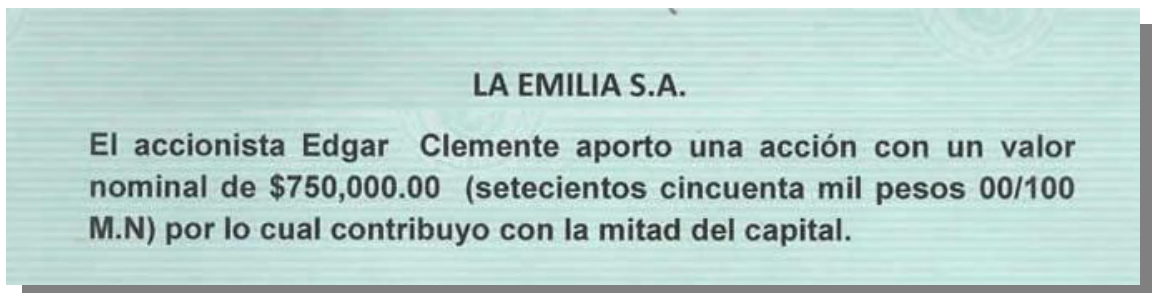 LA EMILIA S.A.
El accionista Edgar Clemente aporto una acción con un valor
nominal de $750,000.00 (setecientos cincuenta mil pesos 00/100
M.N) por lo cual contribuyo con la mitad del capital.